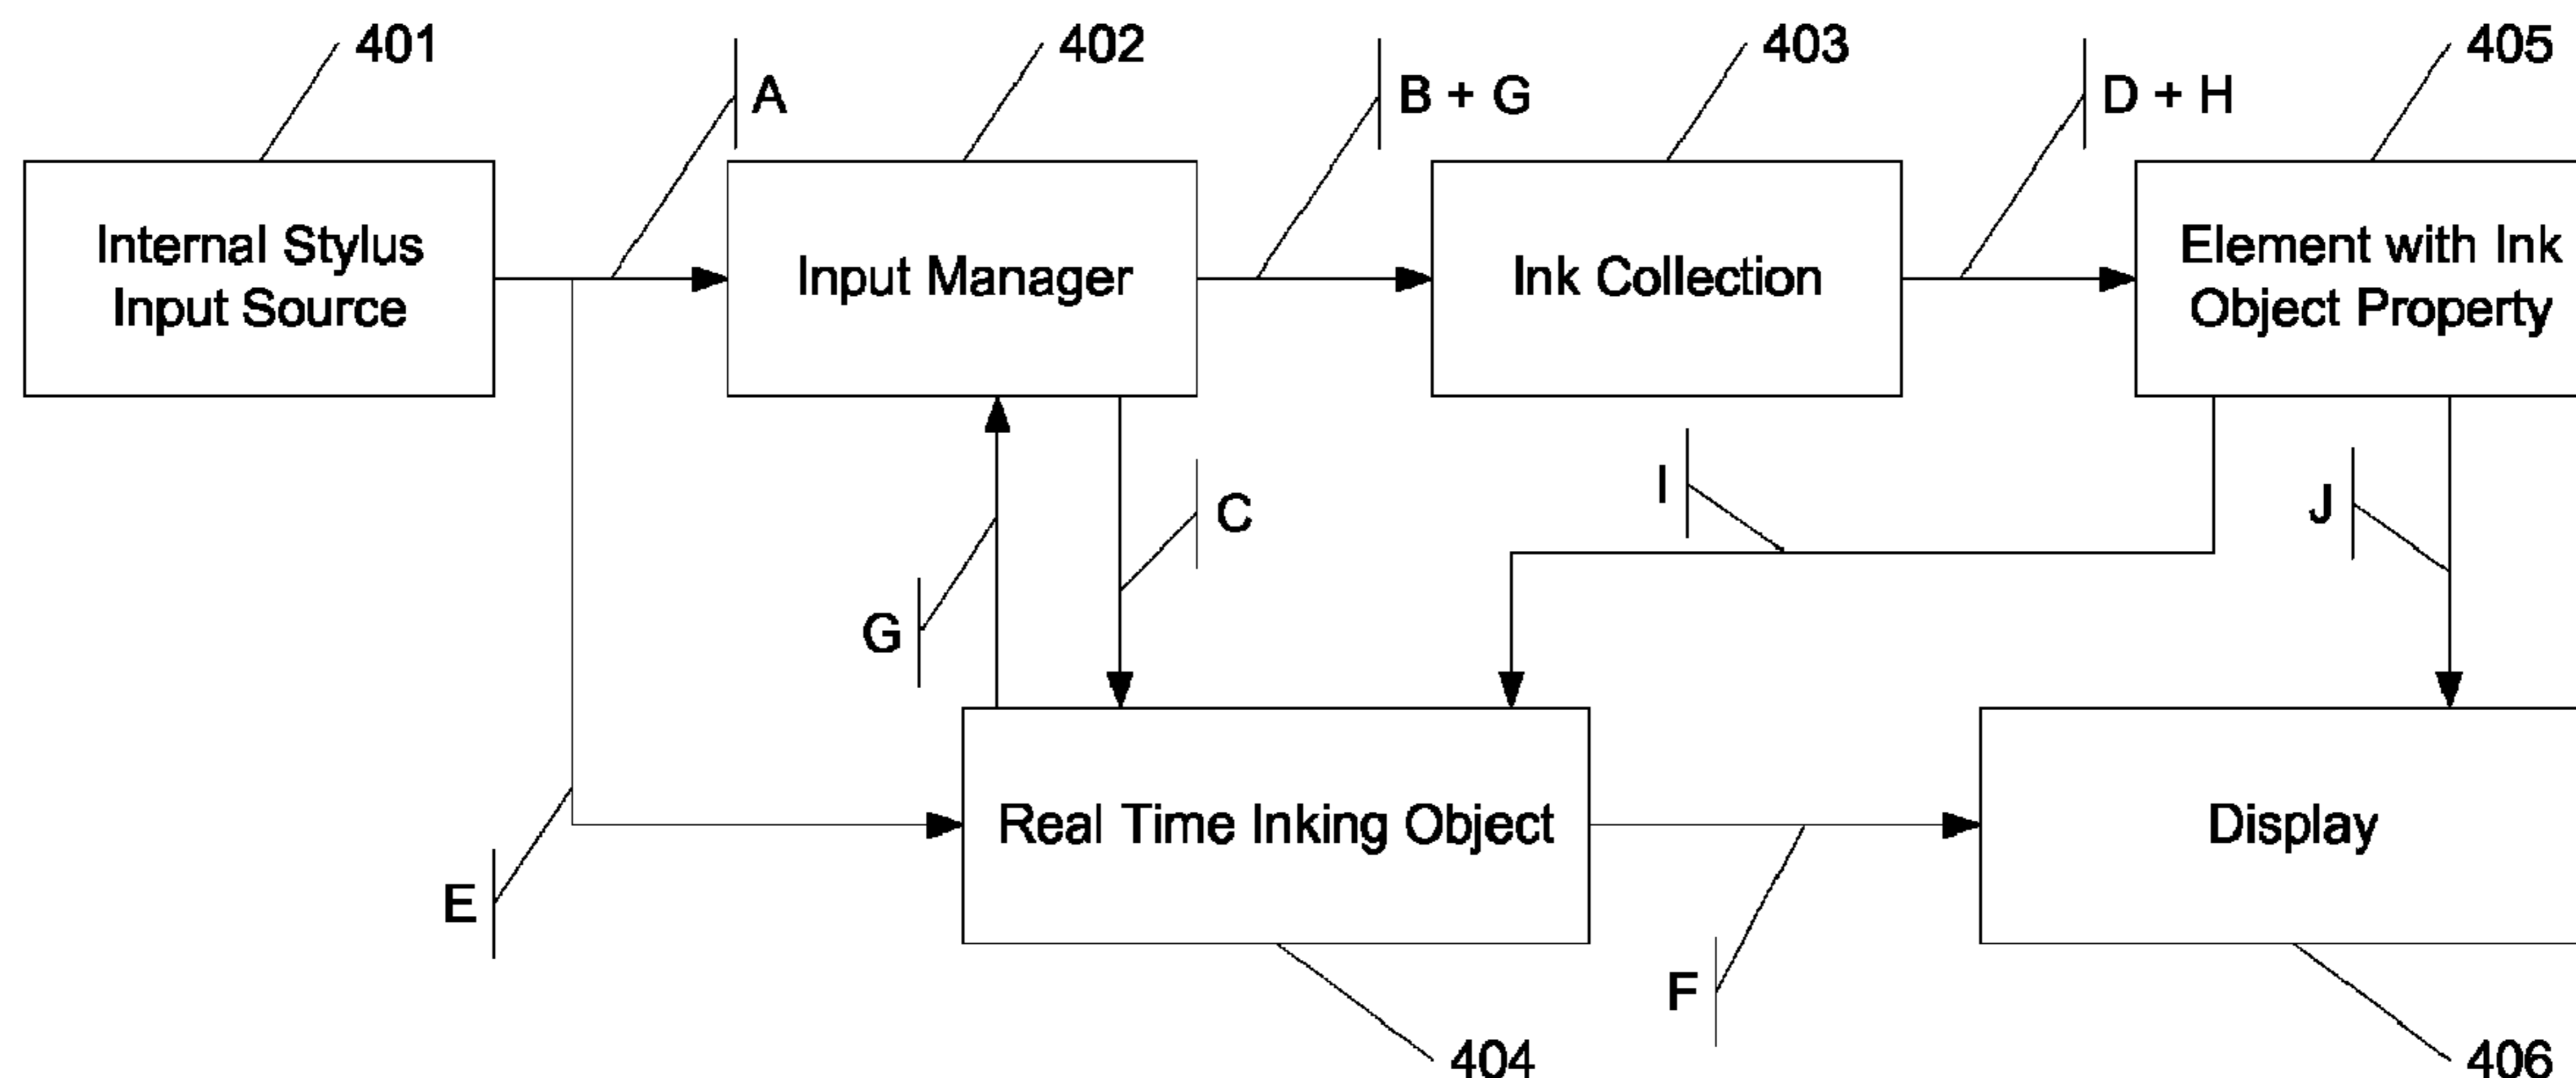 401
402
403
405
A
B + G
D + H
Internal Stylus
Input Source
Input Manager
Ink Collection
Element with Ink
Object Property
I
J
C
G
Real Time Inking Object
Display
E
F
404
406